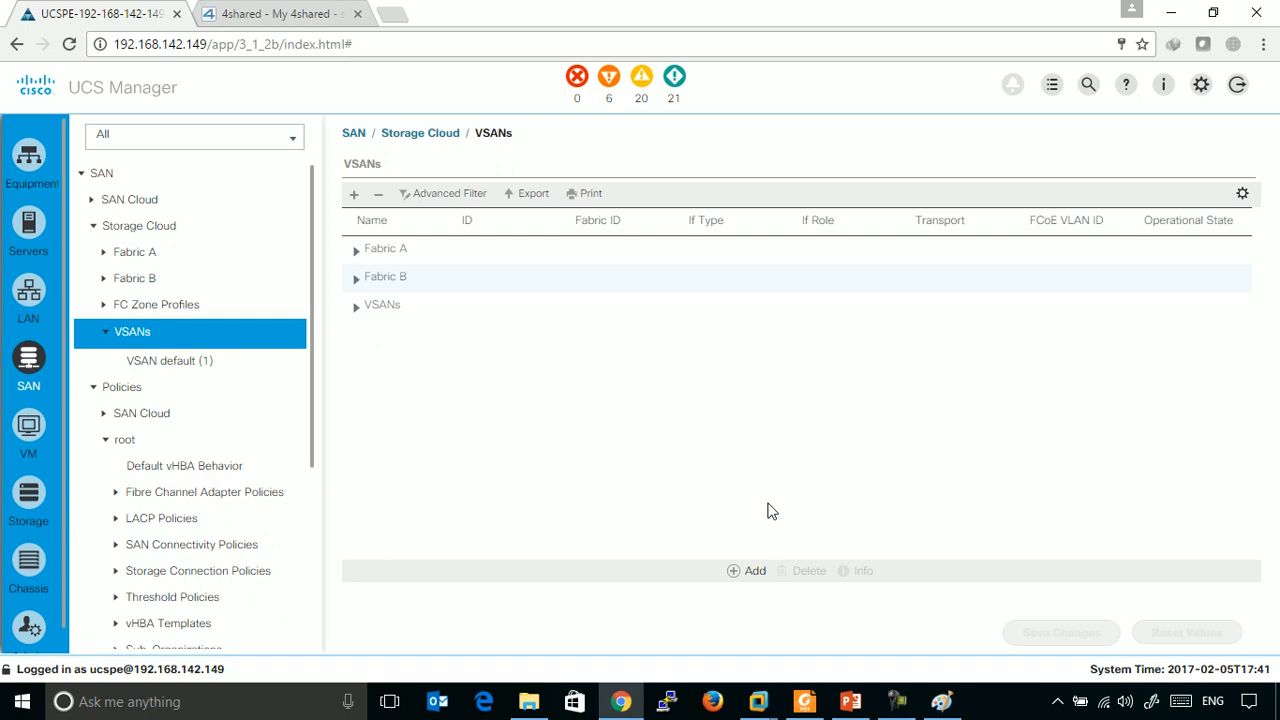 UCSPE-192-168-142-149
4shared - My 4shared - s
192.168.142.149/app/3_1_2b/index.html#
cisco
UCS Manager
0 6 20 21
Equipment
Servers
LAN
SAN
VM
Storage
Chassis
All
SAN
SAN Cloud
Storage Cloud
Fabric A
Fabric B
FC Zone Profiles
VSANs
VSAN default (1)
Policies
SAN Cloud
root
Default vHBA Behavior
Fibre Channel Adapter Policies
LACP Policies
SAN Connectivity Policies
Storage Connection Policies
Threshold Policies
vHBA Templates
Sub-Organizations
SAN / Storage Cloud / VSANs
VSANs
+ − Advanced Filter Export Print
Name ID Fabric ID If Type If Role Transport FCoE VLAN ID Operational State
Fabric A
Fabric B
VSANs
Add Delete Info
Save Changes Reset Values
Logged in as ucspe@192.168.142.149
System Time: 2017-02-05T17:41
Ask me anything
ENG